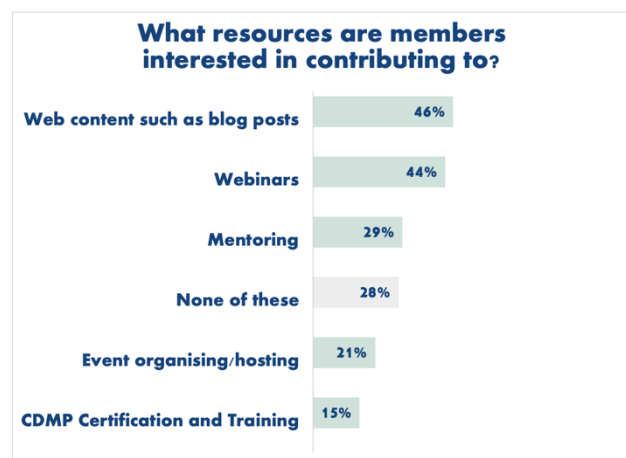 What resources are members
interested in contributing to?
Web content such as blog posts 46%
Webinars 44%
Mentoring 29%
None of these 28%
Event organising/hosting 21%
CDMP Certification and Training 15%